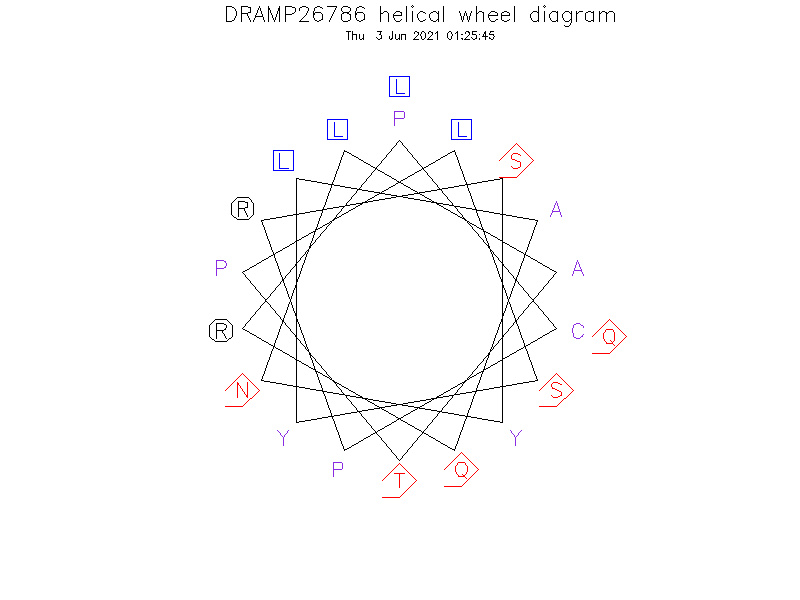 DRAMP26786 helical wheel diagram
Thu 3 Jun 2021 01:25:45
L
P
L L
L S
R A
P A
R C Q
N S
Y Y
P Q
T